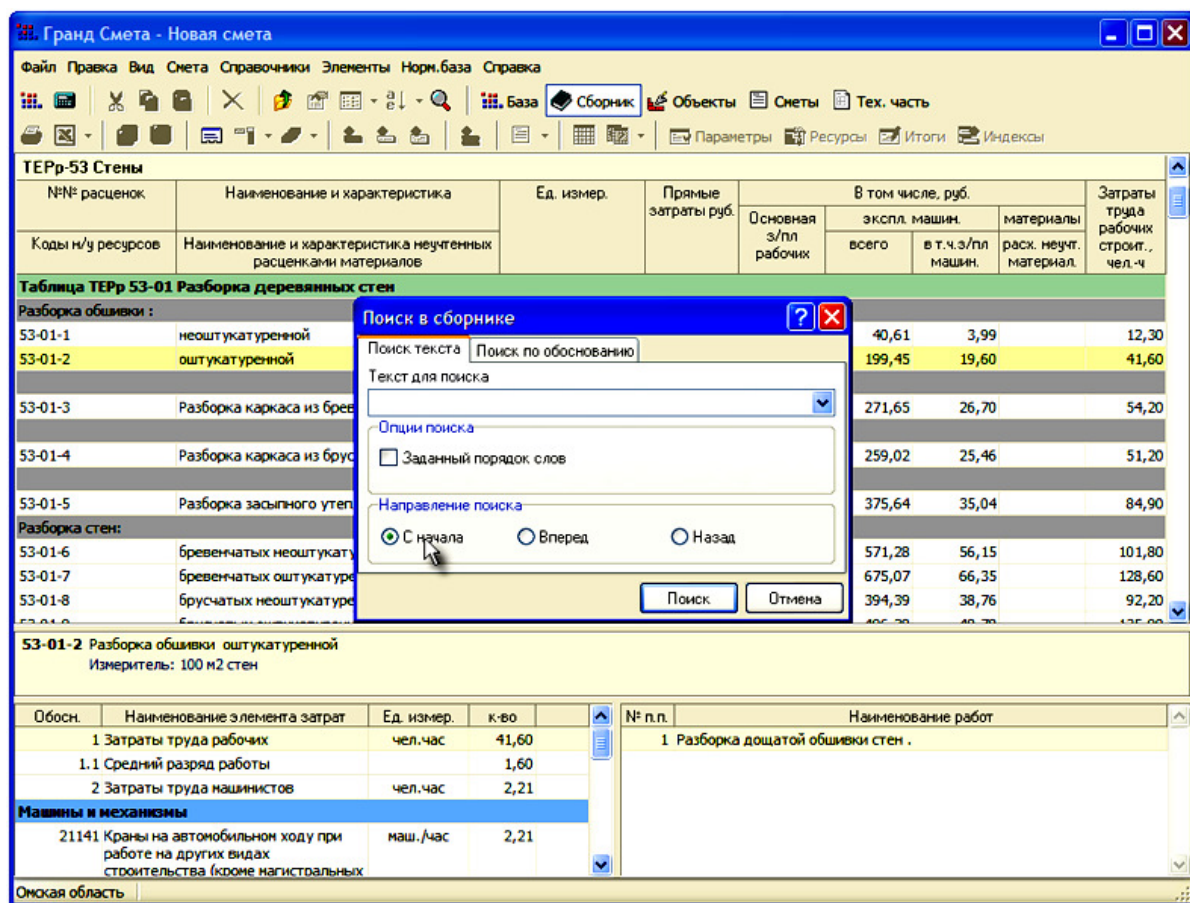 Гранд Смета - Новая смета
Файл Правка Вид Смета Справочники Элементы Норм.база Справка
База Сборник Объекты Сметы Тех. часть
Параметры Ресурсы Итоги Индексы
ТЕРр-53 Стены
№№ расценок Наименование и характеристика Ед. измер. Прямые затраты руб. В том числе, руб. Затраты труда рабочих строит., чел.-ч
Основная з/пл рабочих экспл. машин. материалы
Коды н/у ресурсов Наименование и характеристика неучтенных расценками материалов всего в т.ч.з/пл машин. расх. неучт. материал.
Таблица ТЕРр 53-01 Разборка деревянных стен
Разборка обшивки :
53-01-1 неоштукатуренной 40,61 3,99 12,30
53-01-2 оштукатуренной 199,45 19,60 41,60
53-01-3 Разборка каркаса из брев 271,65 26,70 54,20
53-01-4 Разборка каркаса из брус 259,02 25,46 51,20
53-01-5 Разборка засыпного утеп 375,64 35,04 84,90
Разборка стен:
53-01-6 бревенчатых неоштукату 571,28 56,15 101,80
53-01-7 бревенчатых оштукатуре 675,07 66,35 128,60
53-01-8 брусчатых неоштукатуре 394,39 38,76 92,20
Поиск в сборнике
Поиск текста Поиск по обоснованию
Текст для поиска
Опции поиска
Заданный порядок слов
Направление поиска
С начала Вперед Назад
Поиск Отмена
53-01-2 Разборка обшивки оштукатуренной
Измеритель: 100 м2 стен
Обосн. Наименование элемента затрат Ед. измер. к-во
1 Затраты труда рабочих чел.час 41,60
1.1 Средний разряд работы 1,60
2 Затраты труда машинистов чел.час 2,21
Машины и механизмы
21141 Краны на автомобильном ходу при маш./час 2,21
работе на других видах
строительства (кроме магистральных
№ п.п. Наименование работ
1 Разборка дощатой обшивки стен .
Омская область